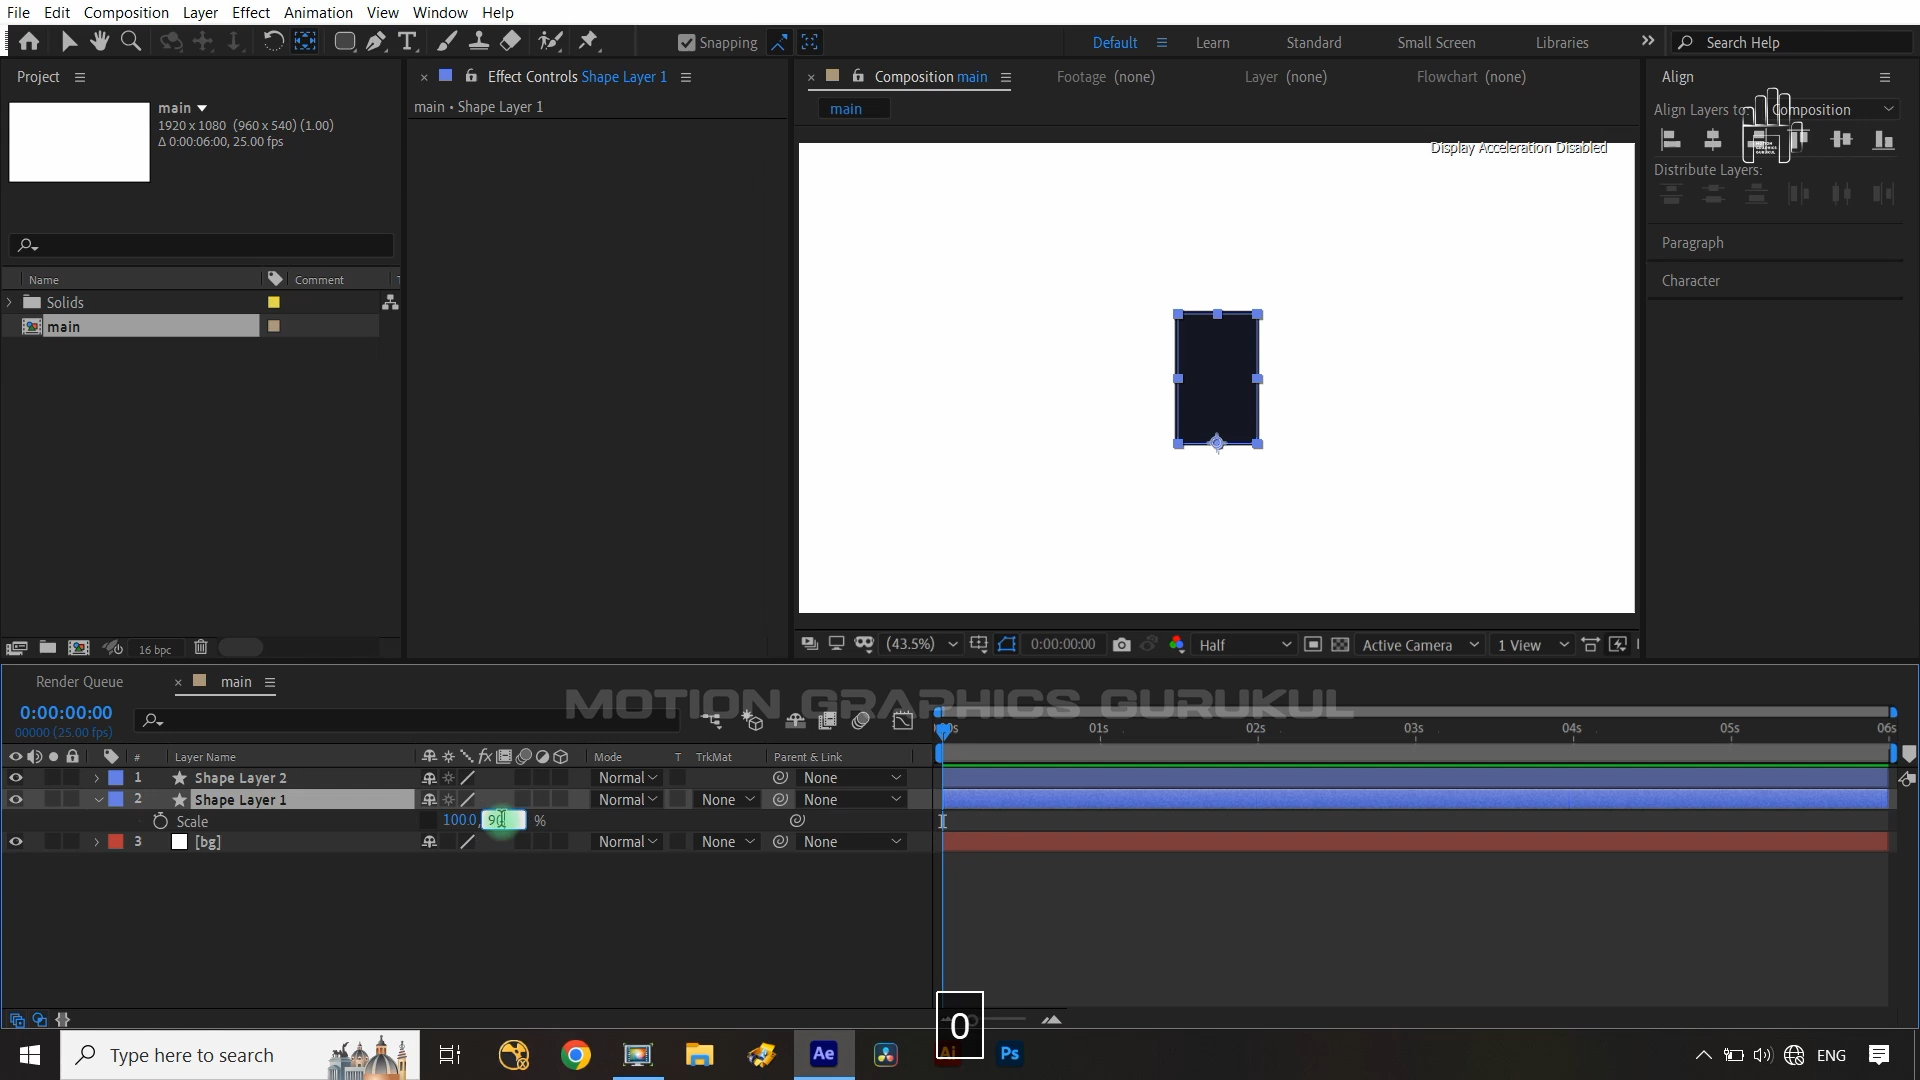 File Edit Composition Layer Effect Animation View Window Help
Snapping Default Learn Standard Small Screen Libraries Search Help
Project
Effect Controls Shape Layer 1
Composition main
Footage (none)
Layer (none)
Flowchart (none)
Align
main
1920 x 1080 (960 x 540) (1.00)
Δ 0:00:06:00, 25.00 fps
main • Shape Layer 1
main
Align Layers to: Composition
Display Acceleration Disabled
Distribute Layers:
Paragraph
Character
Name Comment
Solids
main
16 bpc
(43.5%) 0:00:00:00 Half Active Camera 1 View
Render Queue main
MOTION GRAPHICS GURUKUL
0:00:00:00
00000 (25.00 fps)
01s 02s 03s 04s 05s 06s
# Layer Name Mode T TrkMat Parent & Link
1 Shape Layer 2 Normal None
2 Shape Layer 1 Normal None None
Scale 100.0, 90 %
3 [bg] Normal None None
0
Type here to search Ae Ai Ps ENG